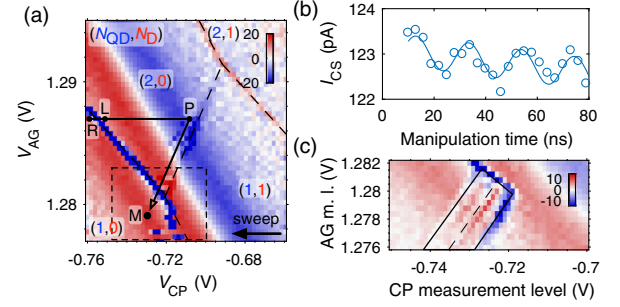 (a)
(N_QD, N_D)
(2,1)
20
0
-20
(2,0)
L
P
R
(1,1)
M
(1,0)
sweep
1.29
1.28
V_AG (V)
-0.76
-0.72
-0.68
V_CP (V)
(b)
124
123
122
I_CS (pA)
0
20
40
60
80
Manipulation time (ns)
(c)
10
0
-10
1.282
1.28
1.278
1.276
AG m. l. (V)
-0.74
-0.72
-0.7
CP measurement level (V)